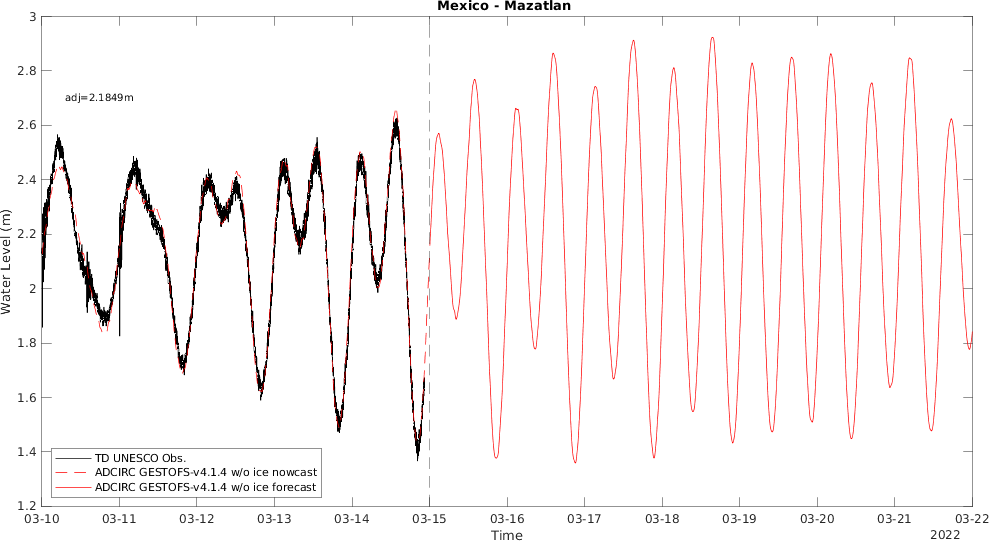 Mexico - Mazatlan
3
2.8
2.6
2.4
2.2
2
1.8
1.6
1.4
1.2
Water Level (m)
adj=2.1849m
TD UNESCO Obs.
ADCIRC GESTOFS-v4.1.4 w/o ice nowcast
ADCIRC GESTOFS-v4.1.4 w/o ice forecast
03-10 03-11 03-12 03-13 03-14 03-15 03-16 03-17 03-18 03-19 03-20 03-21 03-22
Time
2022